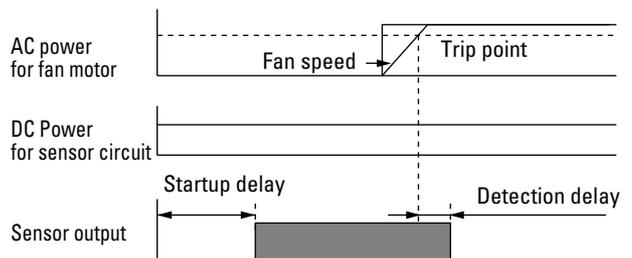 AC power
for fan motor
Fan speed
Trip point
DC Power
for sensor circuit
Startup delay
Detection delay
Sensor output